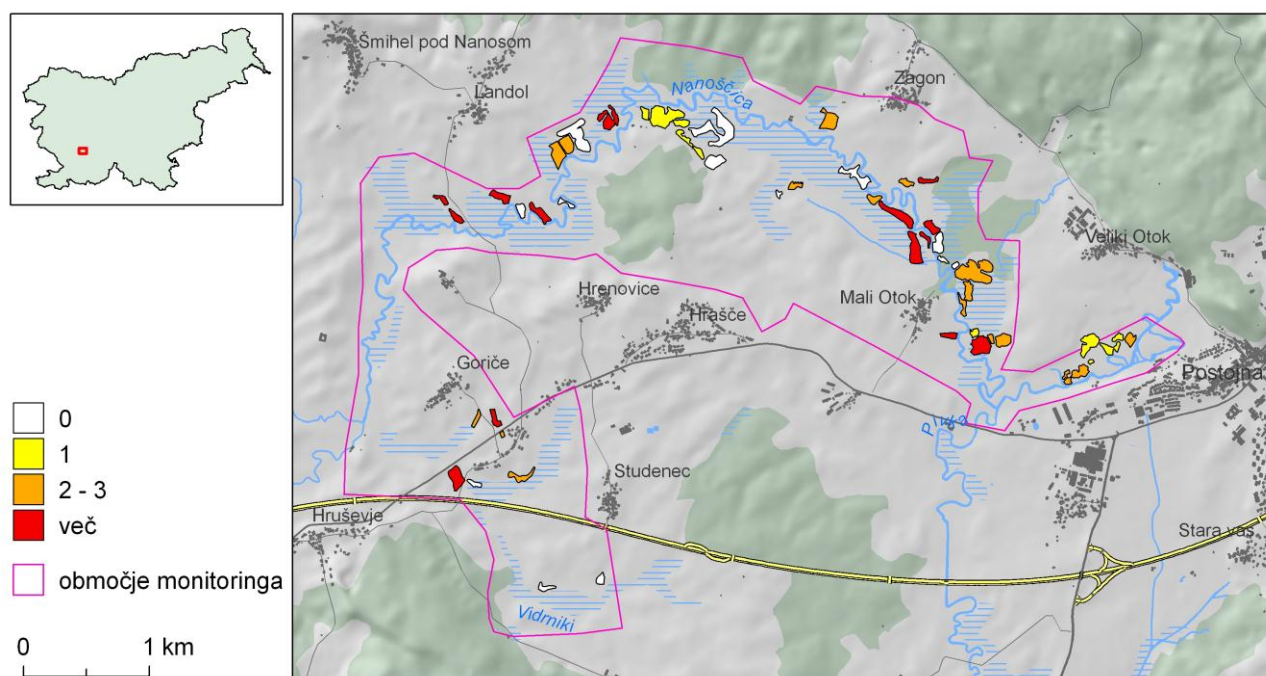 Šmihel pod Nanosom
Landol
Nanoščica
Zagon
Veliki Otok
Hrenovice
Mali Otok
Hrašče
Goriče
Postojna
Pivka
Studenec
Hruševje
Stara vas
Vidrniki
0
1
2 - 3
več
območje monitoringa
0 1 km